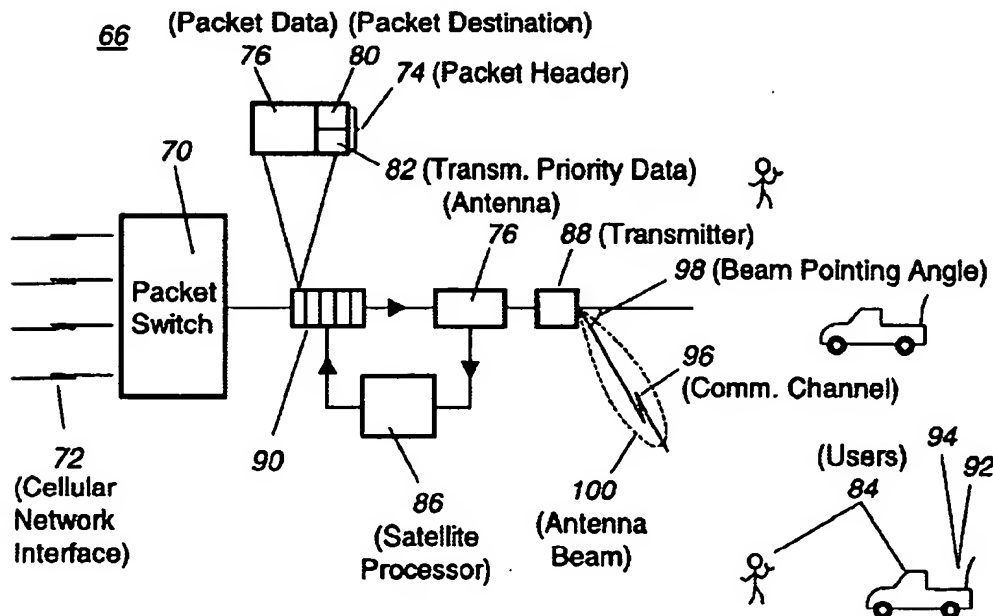 66
(Packet Data) (Packet Destination)
76
80
74 (Packet Header)
82 (Transm. Priority Data)
(Antenna)
70
76
88 (Transmitter)
98 (Beam Pointing Angle)
Packet
Switch
96
(Comm. Channel)
72
(Cellular
Network
Interface)
90
86
(Satellite
Processor)
100
(Antenna
Beam)
(Users)
84
94
92